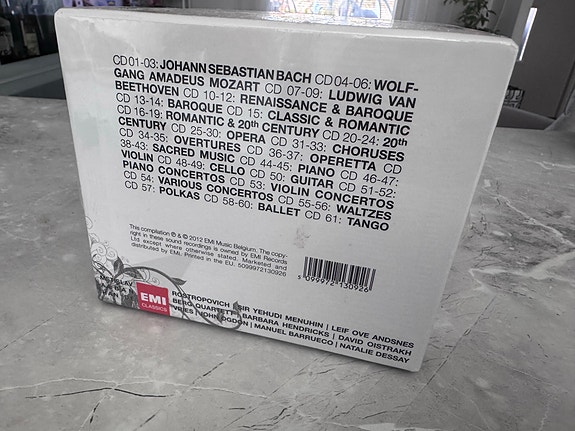 CD 01-03: JOHANN SEBASTIAN BACH CD 04-06: WOLF-
GANG AMADEUS MOZART CD 07-09: LUDWIG VAN
BEETHOVEN CD 10-12: RENAISSANCE & BAROQUE
CD 13-14: BAROQUE CD 15: CLASSIC & ROMANTIC
CD 16-19: ROMANTIC & 20th CENTURY CD 20-24: 20th
CENTURY CD 25-30: OPERA CD 31-33: CHORUSES
CD 34-35: OVERTURES CD 36-37: OPERETTA CD
38-43: SACRED MUSIC CD 44-45: PIANO CD 46-47:
VIOLIN CD 48-49: CELLO CD 50: GUITAR CD 51-52:
PIANO CONCERTOS CD 53: VIOLIN CONCERTOS
CD 54: VARIOUS CONCERTOS CD 55-56: WALTZES
CD 57: POLKAS CD 58-60: BALLET CD 61: TANGO
This compilation ℗ & © 2012 EMI Music Belgium. The copy-
right in these sound recordings is owned by EMI Records
Ltd except where otherwise stated. Marketed and
distributed by EMI. Printed in the EU. 5099972130926
5 099972 130926
EMI
CLASSICS
ROSTROPOVICH | SIR YEHUDI MENUHIN | LEIF OVE ANDSNES
BERG QUARTETT | BARBARA HENDRICKS | DAVID OISTRAKH
VRIES | JOHN OGDON | MANUEL BARRUECO | NATALIE DESSAY